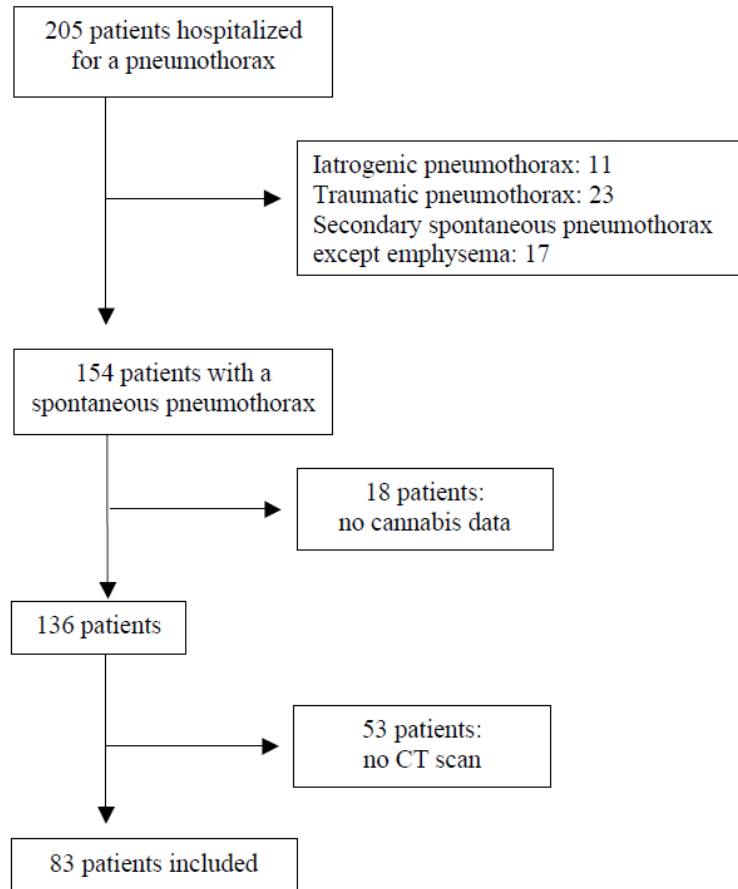 205 patients hospitalized
for a pneumothorax
Iatrogenic pneumothorax: 11
Traumatic pneumothorax: 23
Secondary spontaneous pneumothorax
except emphysema: 17
154 patients with a
spontaneous pneumothorax
18 patients:
no cannabis data
136 patients
53 patients:
no CT scan
83 patients included